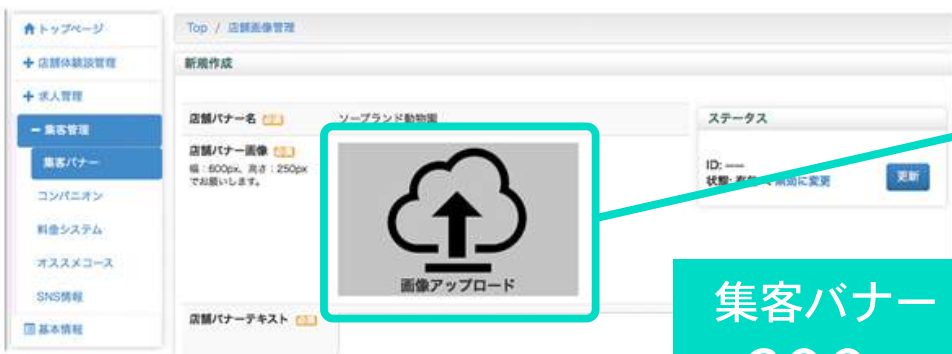 トップページ
Top / 店舗画像管理
店舗体験談管理
新規作成
求人管理
集客管理
店舗バナー名 必須
ソープランド動物園
ステータス
集客バナー
店舗バナー画像 必須
幅：600px、高さ：250px
でお願いします。
ID: ----
更新
コンパニオン
料金システム
オススメコース
画像アップロード
SNS情報
店舗バナーテキスト 必須
基本情報
集客バナー